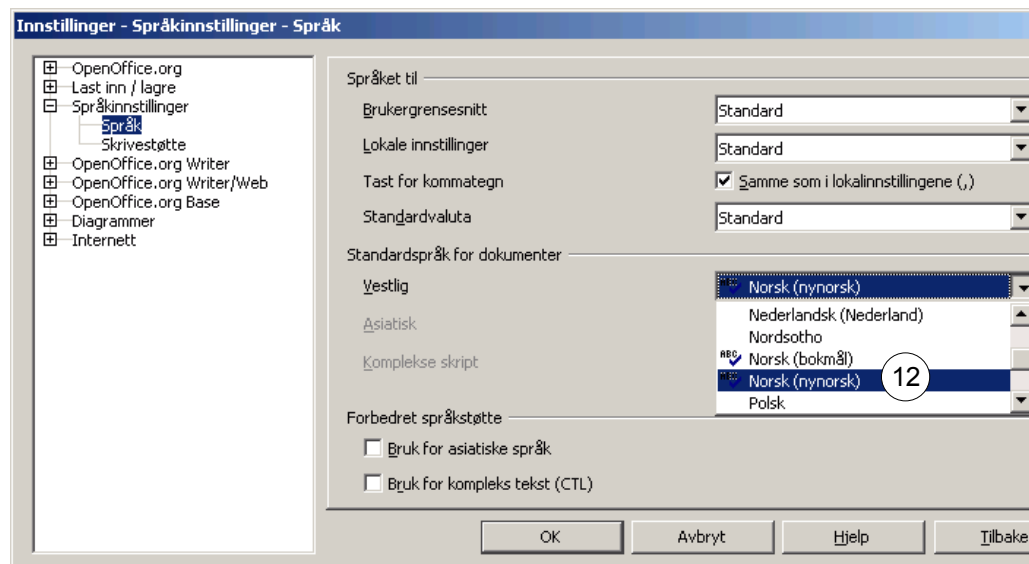 Innstillinger - Språkinnstillinger - Språk
OpenOffice.org
Last inn / lagre
Språkinnstillinger
Språk
Skrivestøtte
OpenOffice.org Writer
OpenOffice.org Writer/Web
OpenOffice.org Base
Diagrammer
Internett
Språket til
Brukergrensesnitt Standard
Lokale innstillinger Standard
Tast for kommategn Samme som i lokalinnstillingene (,)
Standardvaluta Standard
Standardspråk for dokumenter
Vestlig Norsk (nynorsk)
Nederlandsk (Nederland)
Asiatisk
Nordsotho
Norsk (bokmål)
Komplekse skript
Norsk (nynorsk) 12
Polsk
Forbedret språkstøtte
Bruk for asiatiske språk
Bruk for kompleks tekst (CTL)
OK Avbryt Hjelp Tilbake